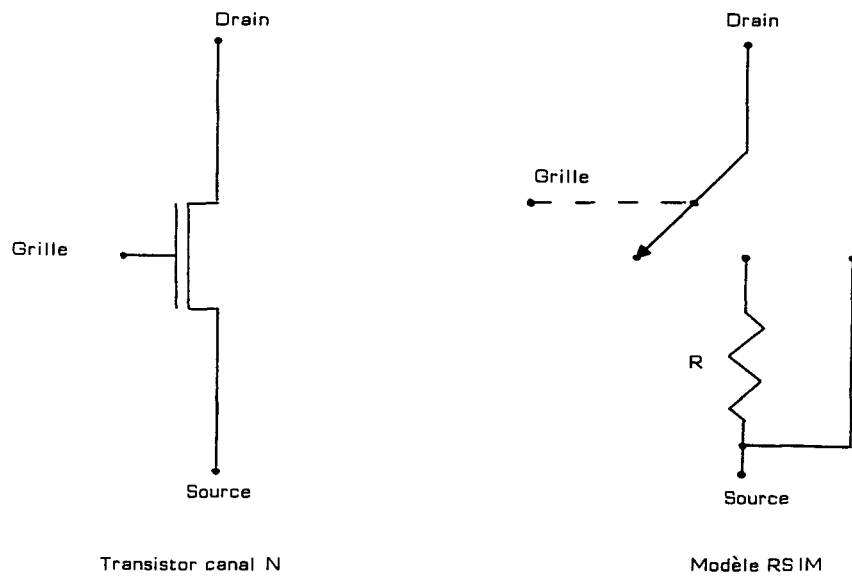 Drain
Drain
Grille
Grille
R
Source
Source
Transistor canal N
Modèle RSIM